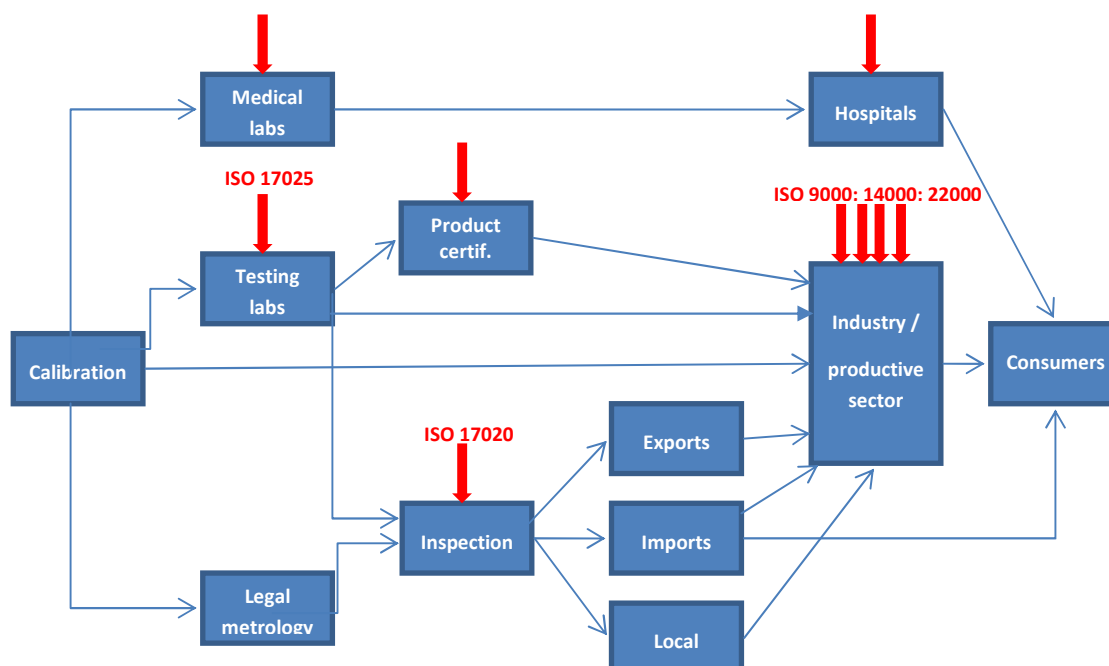 Medical
labs
Hospitals
ISO 17025
ISO 9000: 14000: 22000
Product
certif.
Testing
labs
Industry /
productive
sector
Calibration
Consumers
ISO 17020
Exports
Inspection
Imports
Legal
metrology
Local